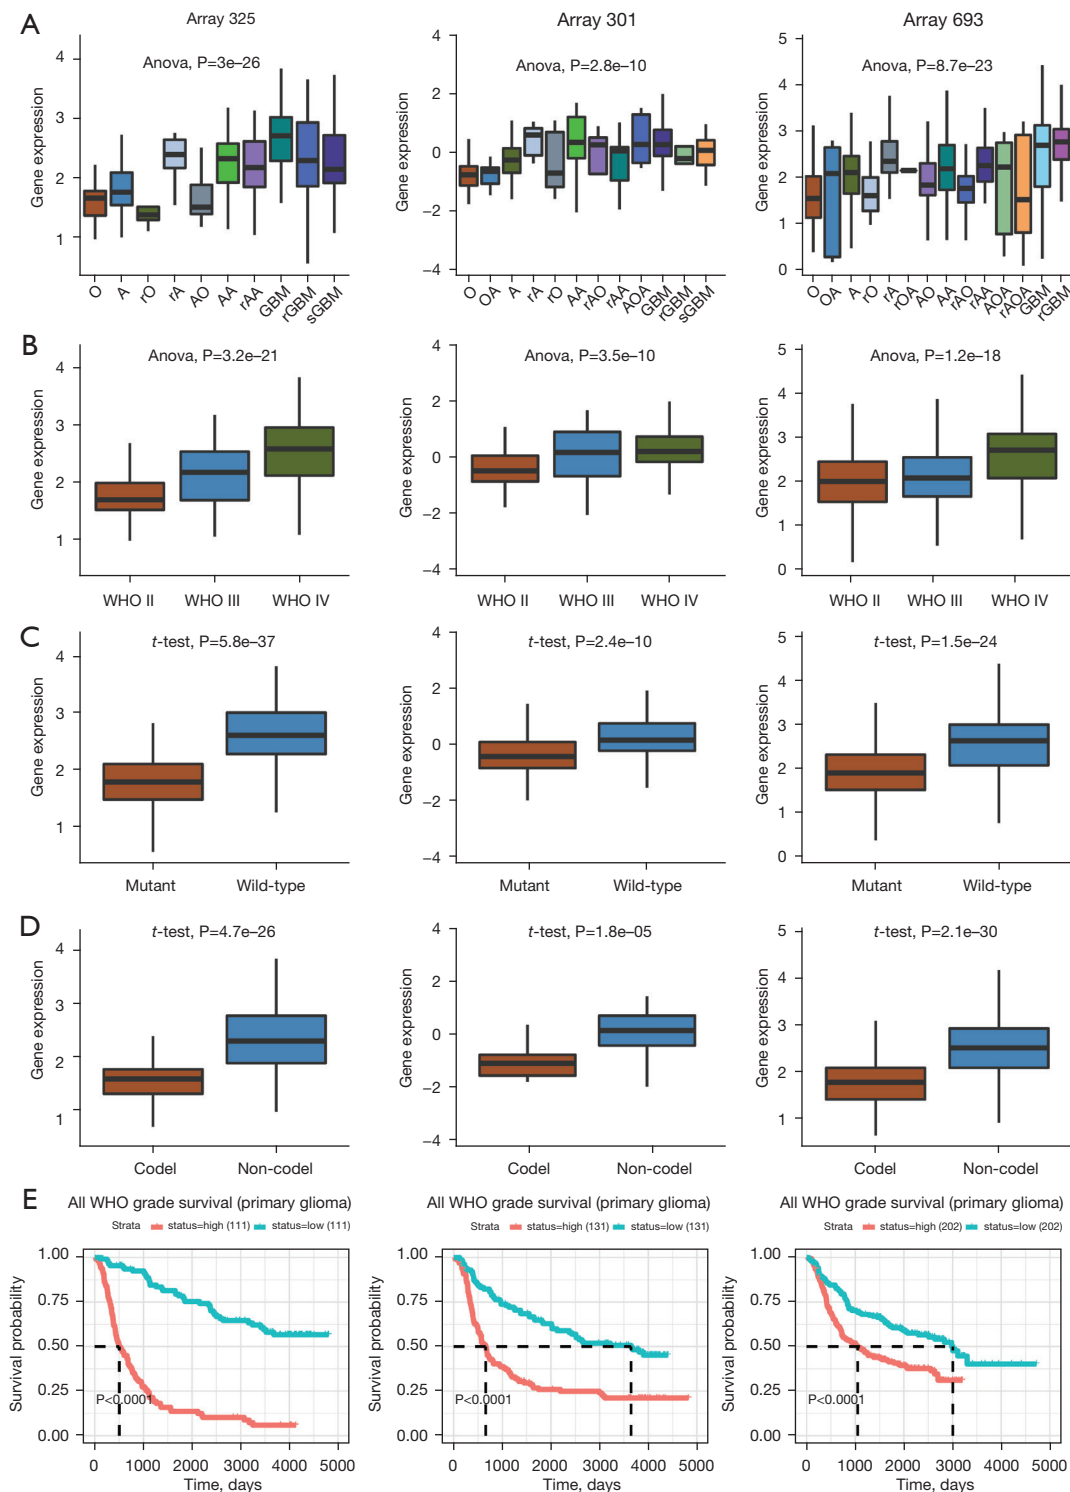 A
Array 325
Array 301
Array 693
Gene expression
4
3
2
1
Anova, P=3e–26
O A rO rA AO AA rAA GBM rGBM sGBM
Gene expression
4
2
0
−2
−4
Anova, P=2.8e–10
O OA A rA rO AA rAO rAA AOA GBM rGBM sGBM
Gene expression
5
4
3
2
1
0
Anova, P=8.7e–23
O OA A rO rA rOA AO AA rAO rAA AOA rAOA GBM rGBM
B
Gene expression
4
3
2
1
Anova, P=3.2e–21
WHO II WHO III WHO IV
Gene expression
4
2
0
−2
−4
Anova, P=3.5e–10
WHO II WHO III WHO IV
Gene expression
5
4
3
2
1
0
Anova, P=1.2e–18
WHO II WHO III WHO IV
C
Gene expression
4
3
2
1
t-test, P=5.8e–37
Mutant Wild-type
Gene expression
4
2
0
−2
−4
t-test, P=2.4e–10
Mutant Wild-type
Gene expression
5
4
3
2
1
0
t-test, P=1.5e–24
Mutant Wild-type
D
Gene expression
4
3
2
1
t-test, P=4.7e–26
Codel Non-codel
Gene expression
4
2
0
−2
−4
t-test, P=1.8e–05
Codel Non-codel
Gene expression
5
4
3
2
1
t-test, P=2.1e–30
Codel Non-codel
E
All WHO grade survival (primary glioma)
Strata status=high (111) status=low (111)
Survival probability
1.00
0.75
0.50
0.25
0.00
P<0.0001
0 1000 2000 3000 4000 5000
Time, days
All WHO grade survival (primary glioma)
Strata status=high (131) status=low (131)
Survival probability
1.00
0.75
0.50
0.25
0.00
P<0.0001
0 1000 2000 3000 4000 5000
Time, days
All WHO grade survival (primary glioma)
Strata status=high (202) status=low (202)
Survival probability
1.00
0.75
0.50
0.25
0.00
P<0.0001
0 1000 2000 3000 4000 5000
Time, days